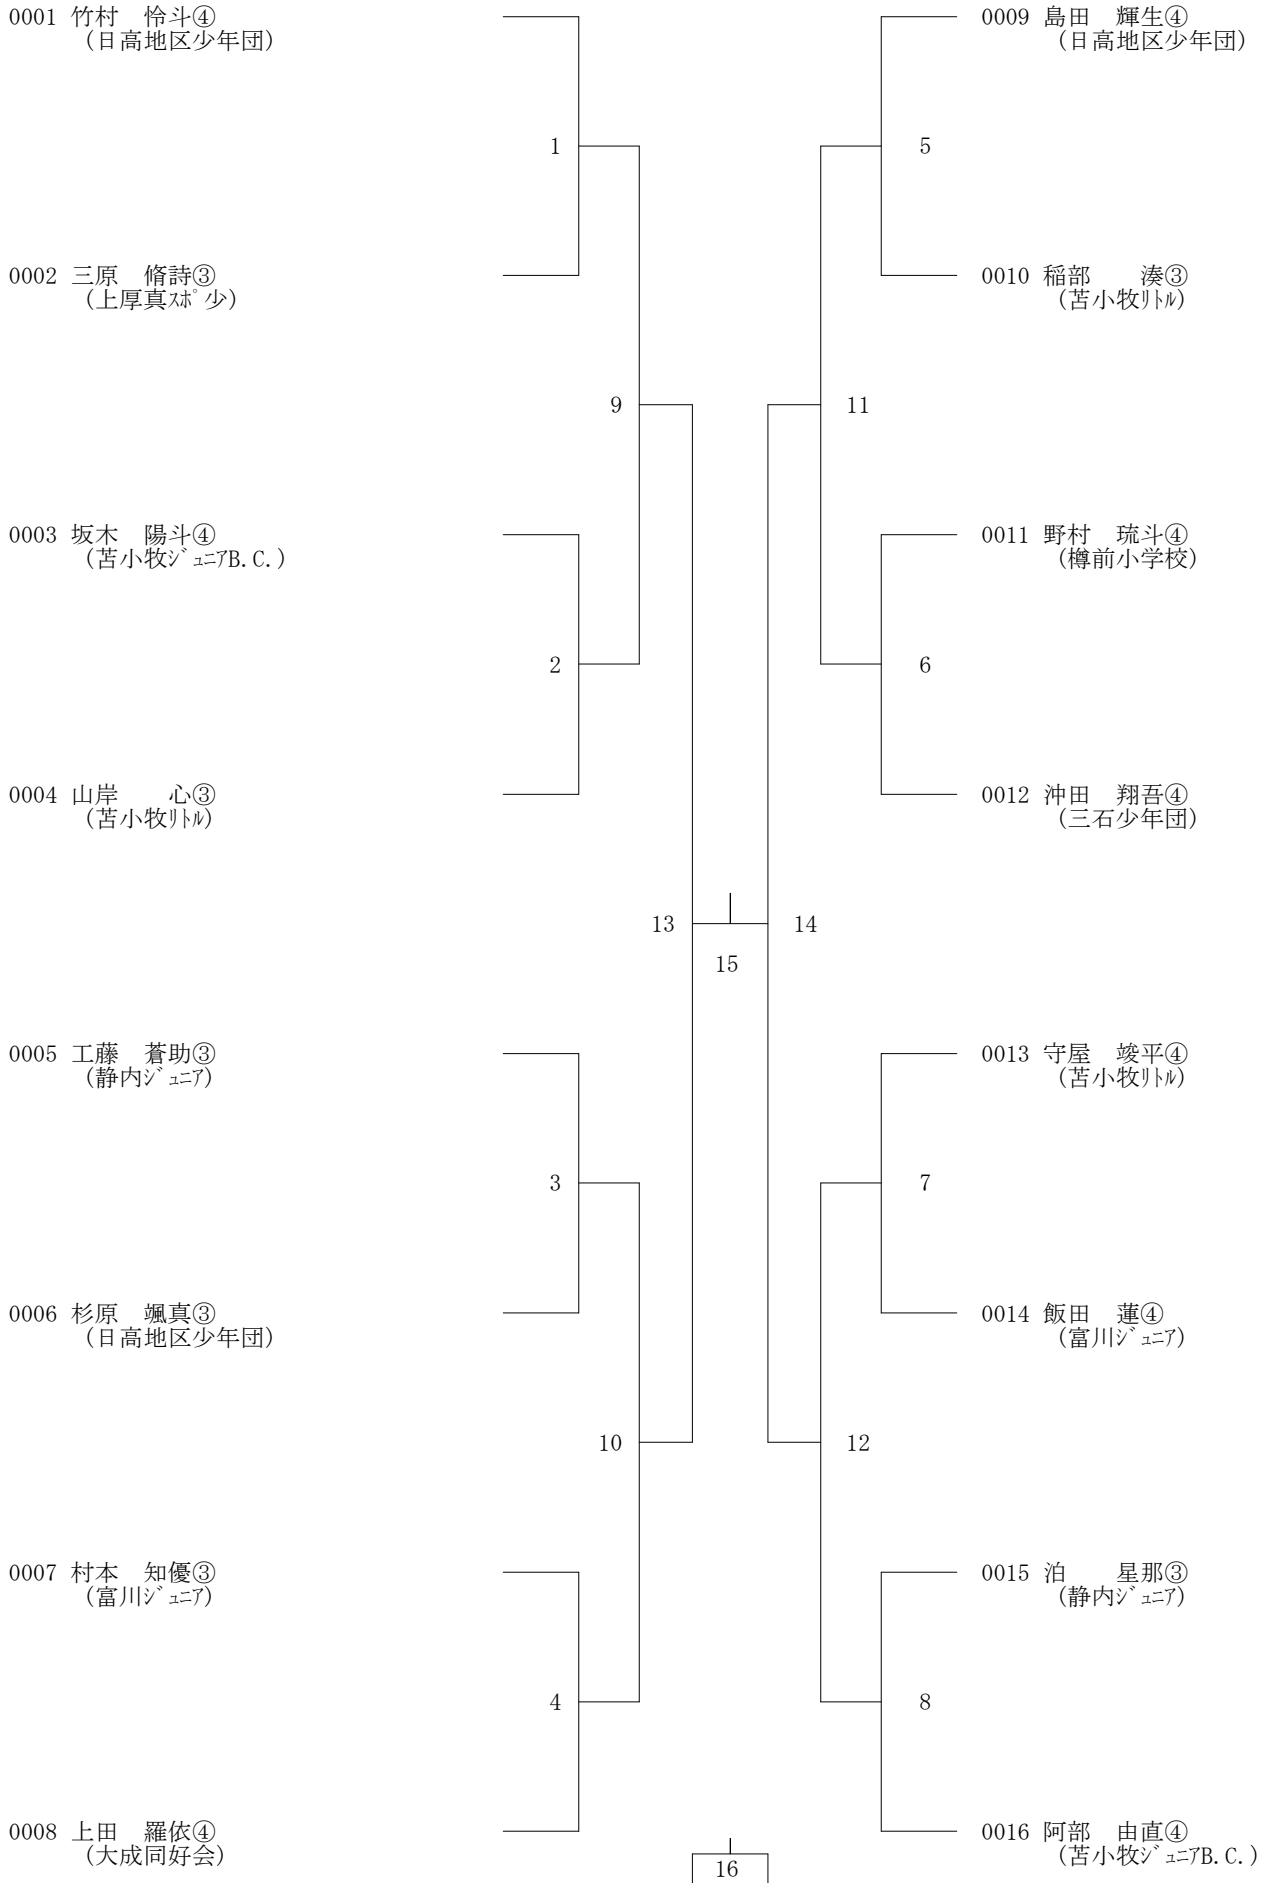 0001 竹村　怜斗④
（日高地区少年団）
1
0002 三原　脩詩③
（上厚真ｽﾎﾟ少）
9
0003 坂木　陽斗④
（苫小牧ｼﾞｭﾆｱB.C.）
2
0004 山岸　　心③
（苫小牧ﾘﾄﾙ）
13
0005 工藤　蒼助③
（静内ｼﾞｭﾆｱ）
3
0006 杉原　颯真③
（日高地区少年団）
10
0007 村本　知優③
（富川ｼﾞｭﾆｱ）
4
0008 上田　羅依④
（大成同好会）
15
16
0009 島田　輝生④
（日高地区少年団）
5
0010 稲部　　湊③
（苫小牧ﾘﾄﾙ）
11
0011 野村　琉斗④
（樽前小学校）
6
0012 沖田　翔吾④
（三石少年団）
14
0013 守屋　竣平④
（苫小牧ﾘﾄﾙ）
7
0014 飯田　蓮④
（富川ｼﾞｭﾆｱ）
12
0015 泊　　星那③
（静内ｼﾞｭﾆｱ）
8
0016 阿部　由直④
（苫小牧ｼﾞｭﾆｱB.C.）